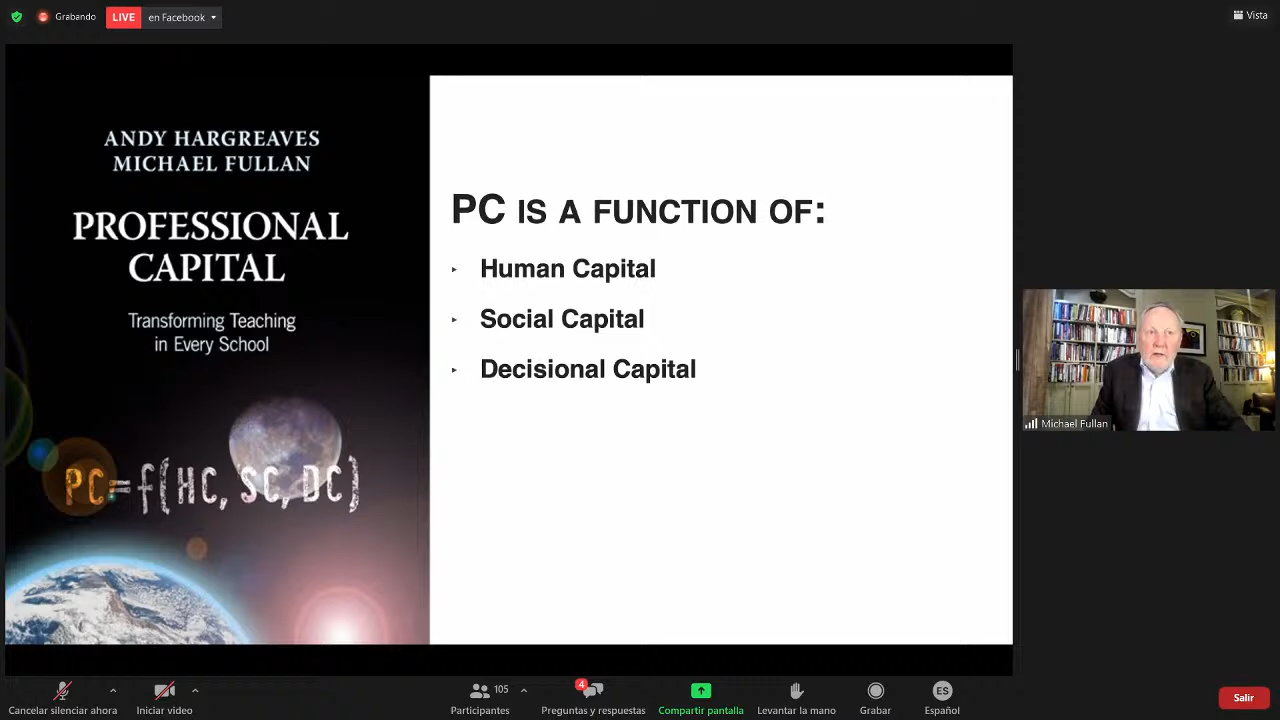 Grabando
LIVE
en Facebook
Vista
ANDY HARGREAVES
MICHAEL FULLAN
PROFESSIONAL
CAPITAL
Transforming Teaching
in Every School
PC=f(HC, SC, DC)
PC IS A FUNCTION OF:
Human Capital
Social Capital
Decisional Capital
Michael Fullan
Cancelar silenciar ahora
Iniciar video
105
Participantes
4
Preguntas y respuestas
Compartir pantalla
Levantar la mano
Grabar
ES
Español
Salir